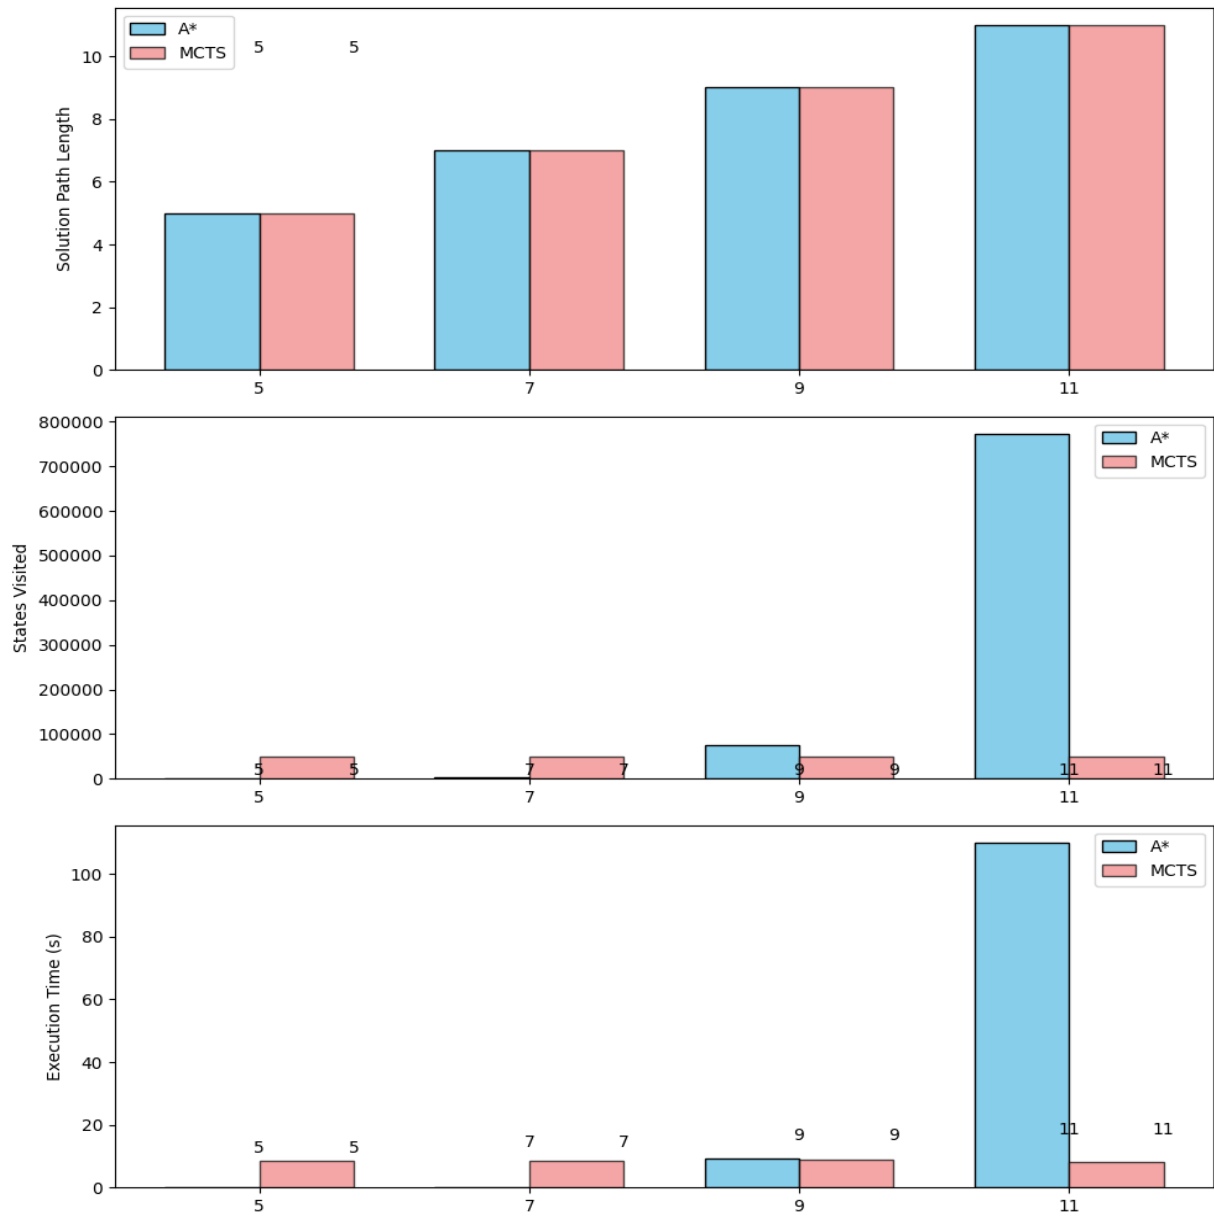 A*
MCTS
5 5
10
8
6
4
2
0
Solution Path Length
5 7 9 11
A*
MCTS
800000
700000
600000
500000
400000
300000
200000
100000
0
States Visited
5 5 7 7 9 9 11 11
5 7 9 11
A*
MCTS
100
80
60
40
20
0
Execution Time (s)
5 5 7 7 9 9 11 11
5 7 9 11